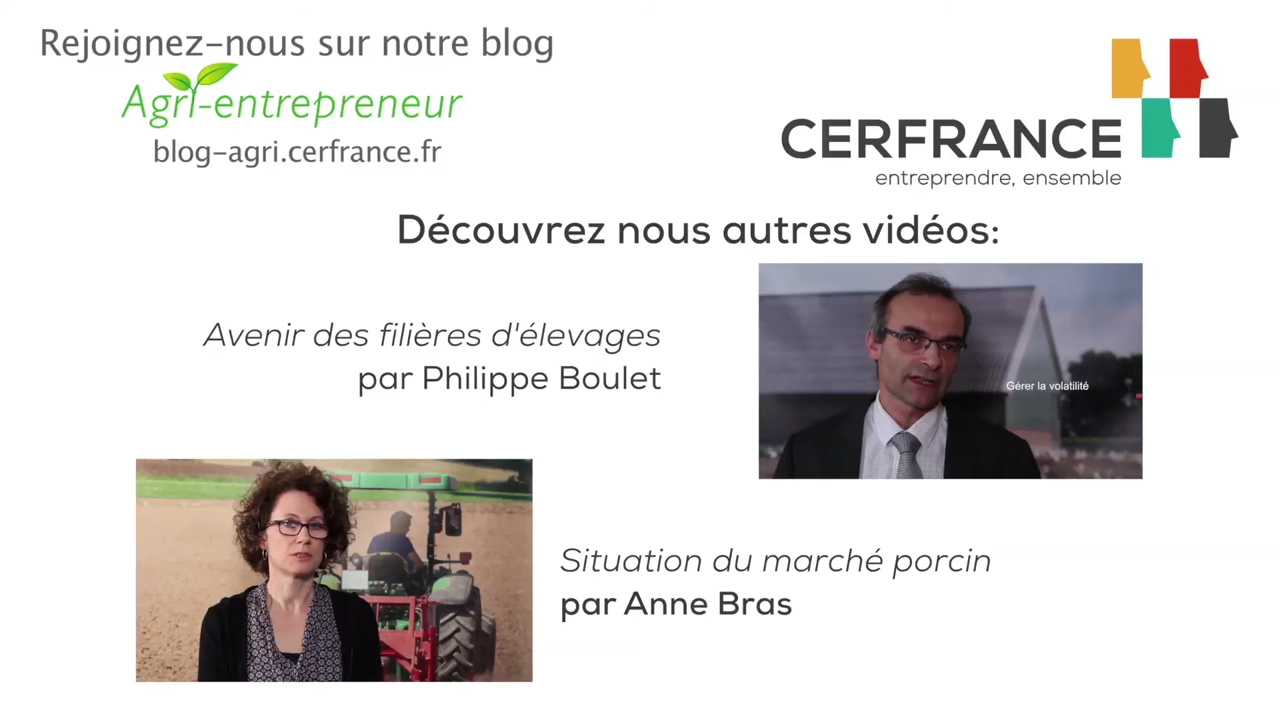 Rejoignez-nous sur notre blog
Agri-entrepreneur
blog-agri.cerfrance.fr
CERFRANCE
entreprendre, ensemble
Découvrez nous autres vidéos:
Avenir des filières d'élevages
par Philippe Boulet
Gérer la volatilité
Situation du marché porcin
par Anne Bras